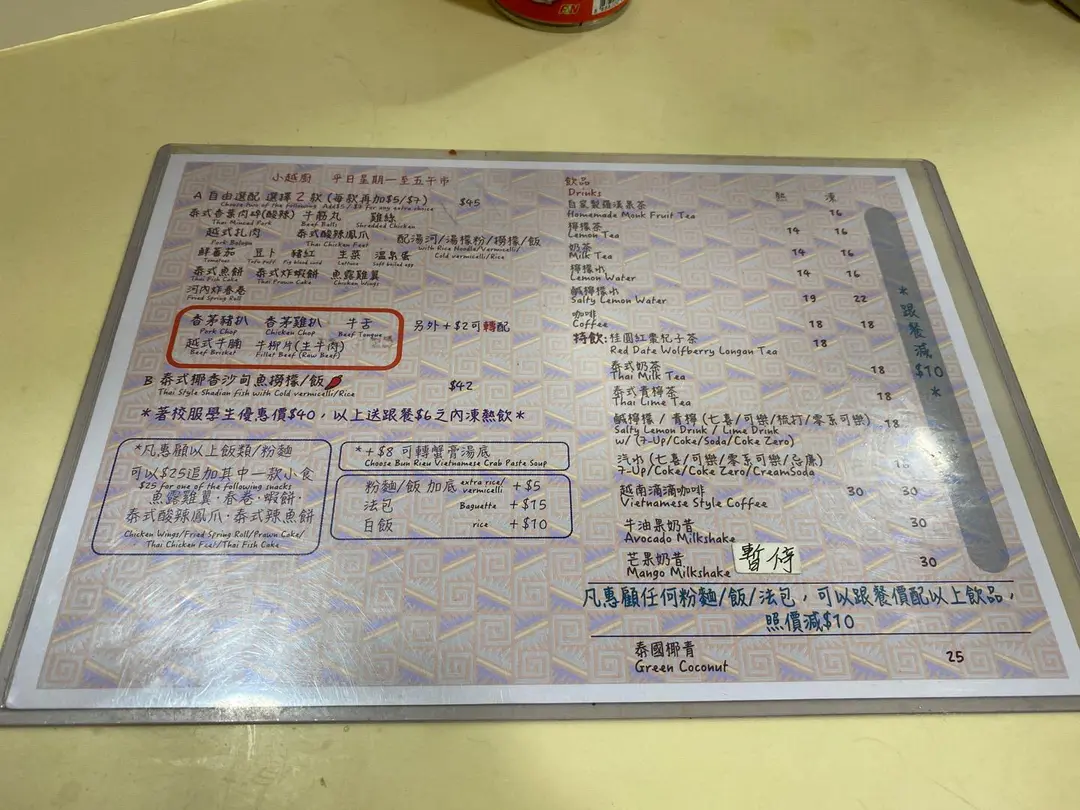 小越廚 平日星期一至五午市
A 自由選配 選擇 2 款 (每款再加$5/$7) $45
泰式香葉肉碎(酸辣) 牛筋丸 雞絲
Thai Minced Pork Beef Balls Shredded Chicken
越式扎肉 泰式酸辣鳳爪 配湯河/湯檬粉/撈檬/飯
Pork Bologna Thai Chicken Feet with Rice Noodle/Vermicelli/
Cold vermicelli/Rice
鮮蕃茄 豆卜 豬紅 生菜 溫泉蛋
Tomatoes Tofu puff Pig blood curd Lettuce Soft boiled egg
泰式魚餅 泰式炸蝦餅 魚露雞翼
Thai Fish Cake Thai Prawn Cake Chicken Wings
河內炸春卷
Fried Spring Roll
香茅豬扒 香茅雞扒 牛舌 另外+$2可轉配
Pork Chop Chicken Chop Beef Tongue
越式牛腩 牛柳片(生牛肉)
Beef Brisket Fillet Beef (Raw Beef)
B 泰式椰香沙甸魚撈檬/飯 $42
Thai Style Shadian fish with Cold vermicelli/Rice
*著校服學生優惠價$40,以上送跟餐$6之內凍熱飲*
*凡惠顧以上飯類/粉麵
可以$25追加其中一款小食
$25 for one of the following snacks
魚露雞翼·春卷·蝦餅·
泰式酸辣鳳爪·泰式辣魚餅
Chicken Wings/Fried Spring Roll/Prawn Cake/
Thai Chicken Feet/Thai Fish Cake
*+$8 可轉蟹膏湯底
Choose Bun Rieu Vietnamese Crab Paste Soup
粉麵/飯 加底 extra rice/vermicelli +$5
法包 Baguette +$15
白飯 rice +$10
飲品
Drinks 熱 凍
自家製羅漢果茶 16
Homemade Monk Fruit Tea
檸檬茶 14 16
Lemon Tea
奶茶 14 16
Milk Tea
檸檬水 14 16
Lemon Water
鹹檸檬水 19 22
Salty Lemon Water
咖啡 18 18
Coffee
特飲:桂圓紅棗杞子茶 18
Red Date Wolfberry Longan Tea
泰式奶茶 18
Thai Milk Tea
泰式青檸茶 18
Thai Lime Tea
鹹檸檬 / 青檸 (七喜/可樂/梳打/零系可樂) 18
Salty Lemon Drink / Lime Drink
w/ (7-Up/Coke/Soda/Coke Zero)
汽水 (七喜/可樂/零系可樂/忌廉)
7-Up/Coke/Coke Zero/CreamSoda
越南滴滴咖啡 30 30
Vietnamese Style Coffee
牛油果奶昔 30
Avocado Milkshake
芒果奶昔 暫停 30
Mango Milkshake
*跟餐減$10*
凡惠顧任何粉麵/飯/法包,可以跟餐價配以上飲品,
照價減$10
泰國椰青 25
Green Coconut